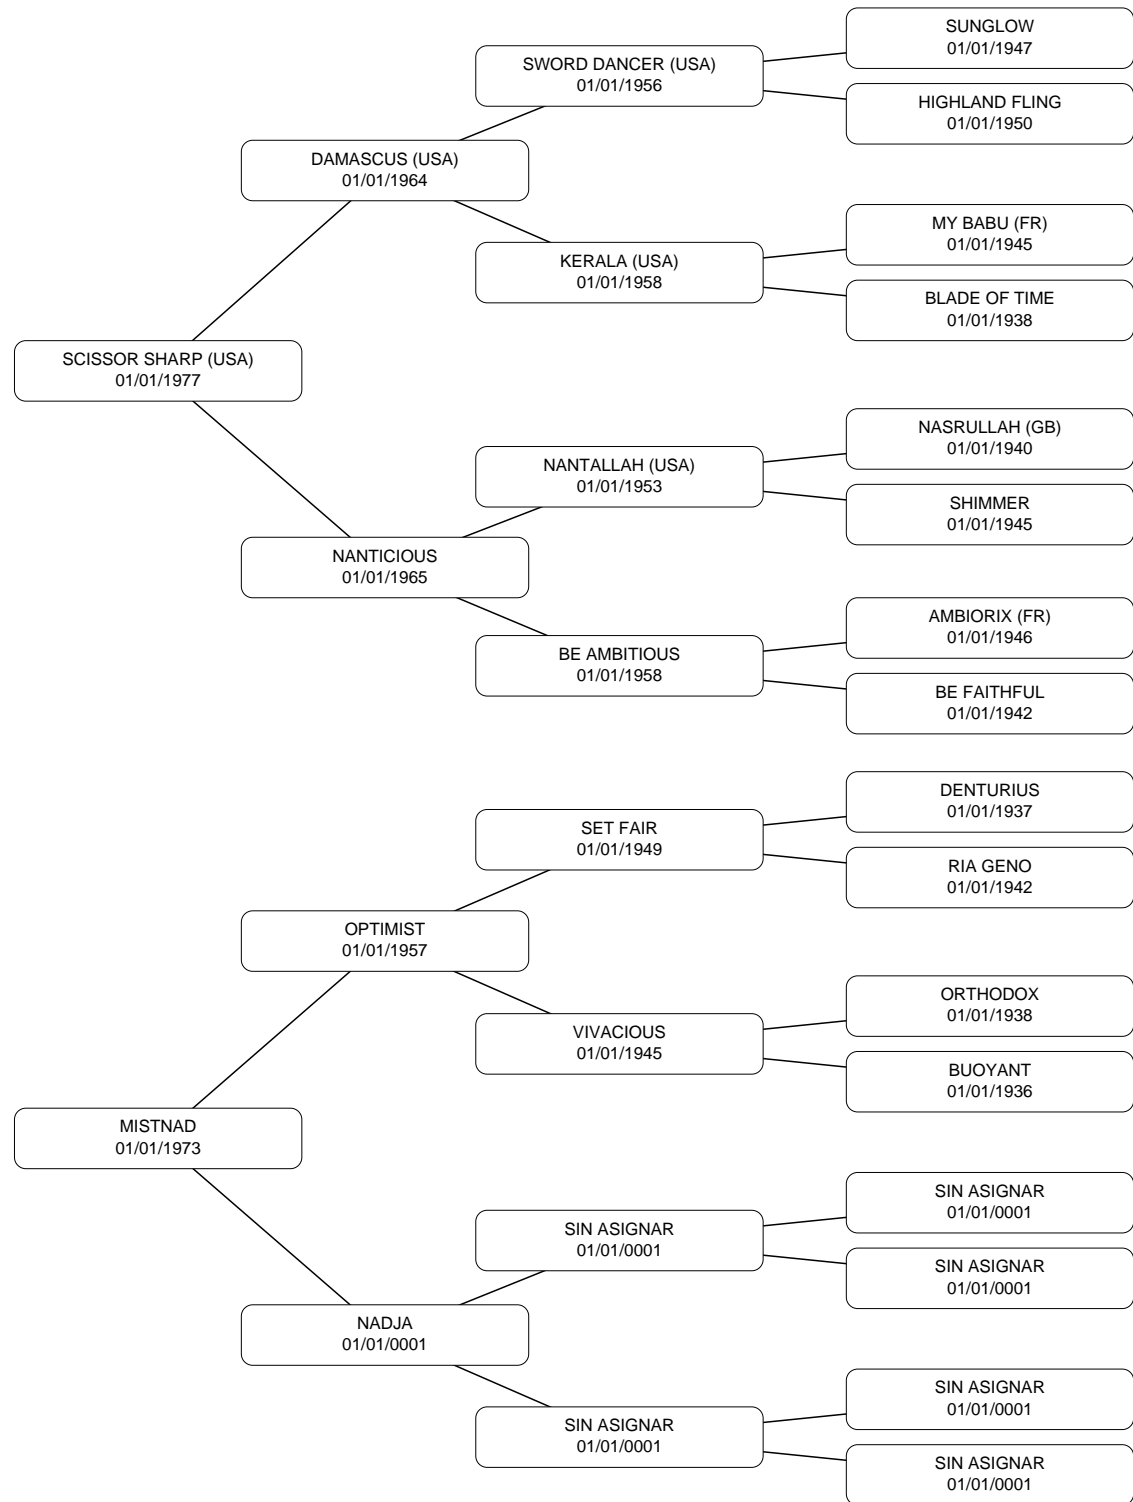 SUNGLOW
01/01/1947
SWORD DANCER (USA)
01/01/1956
HIGHLAND FLING
01/01/1950
DAMASCUS (USA)
01/01/1964
MY BABU (FR)
01/01/1945
KERALA (USA)
01/01/1958
BLADE OF TIME
01/01/1938
SCISSOR SHARP (USA)
01/01/1977
NASRULLAH (GB)
01/01/1940
NANTALLAH (USA)
01/01/1953
SHIMMER
01/01/1945
NANTICIOUS
01/01/1965
AMBIORIX (FR)
01/01/1946
BE AMBITIOUS
01/01/1958
BE FAITHFUL
01/01/1942
DENTURIUS
01/01/1937
SET FAIR
01/01/1949
RIA GENO
01/01/1942
OPTIMIST
01/01/1957
ORTHODOX
01/01/1938
VIVACIOUS
01/01/1945
BUOYANT
01/01/1936
MISTNAD
01/01/1973
SIN ASIGNAR
01/01/0001
SIN ASIGNAR
01/01/0001
SIN ASIGNAR
01/01/0001
NADJA
01/01/0001
SIN ASIGNAR
01/01/0001
SIN ASIGNAR
01/01/0001
SIN ASIGNAR
01/01/0001